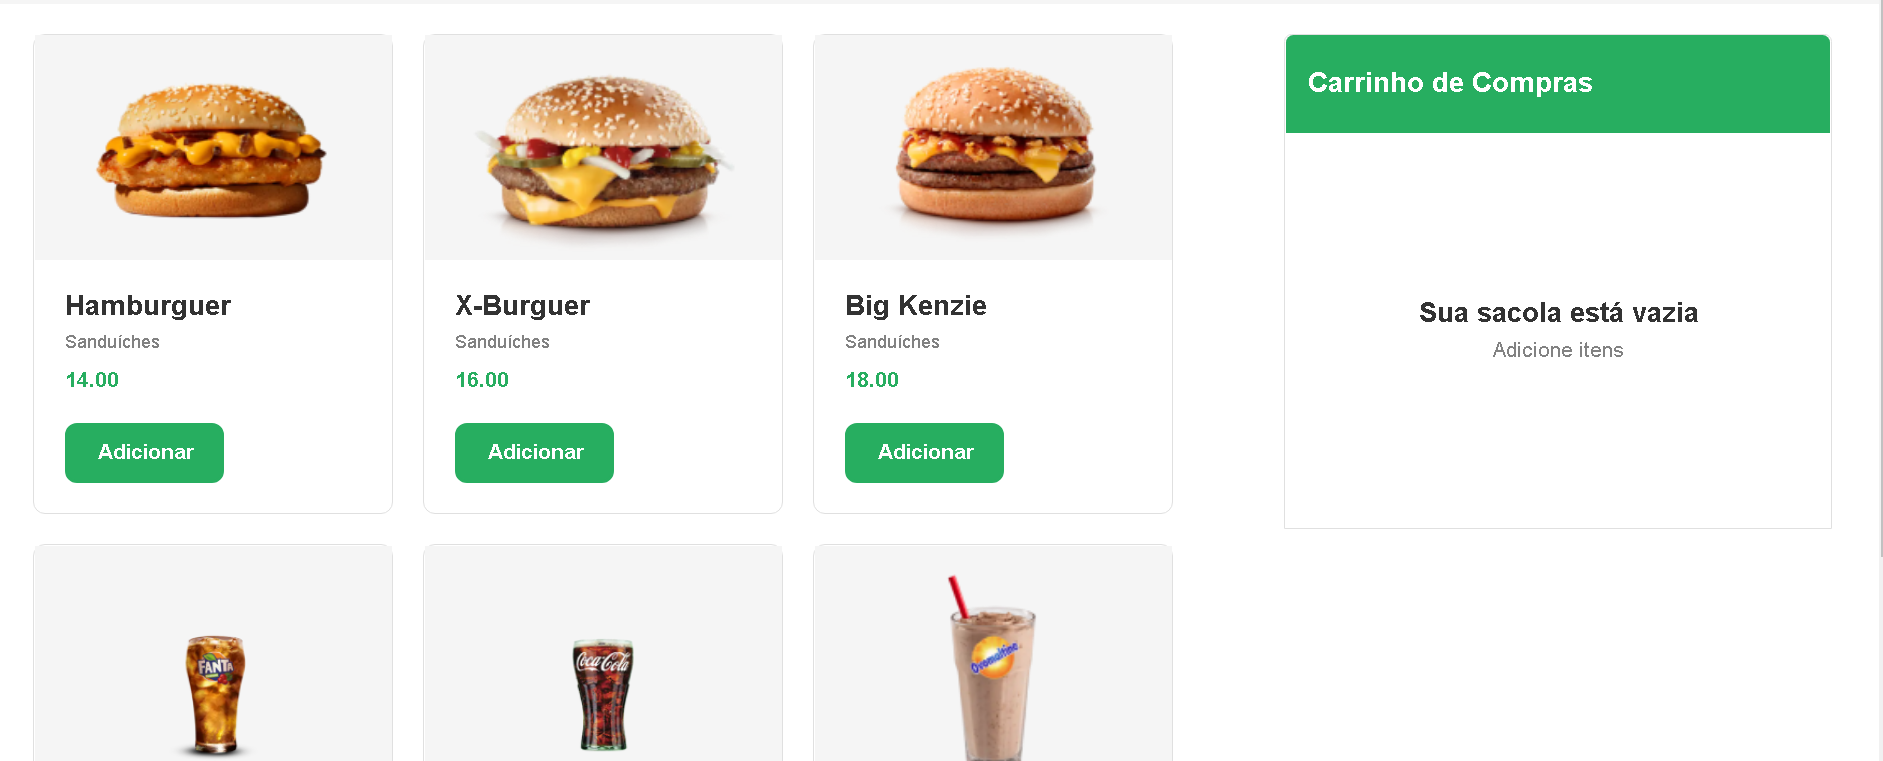 Hamburguer
Sanduíches
14.00
Adicionar
X-Burguer
Sanduíches
16.00
Adicionar
Big Kenzie
Sanduíches
18.00
Adicionar
Carrinho de Compras
Sua sacola está vazia
Adicione itens
FANTA
Coca-Cola
Ovomaltine